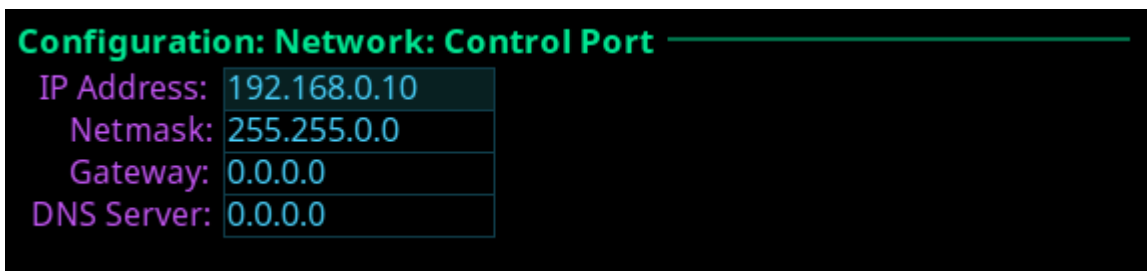 Configuration: Network: Control Port
IP Address: 192.168.0.10
Netmask: 255.255.0.0
Gateway: 0.0.0.0
DNS Server: 0.0.0.0